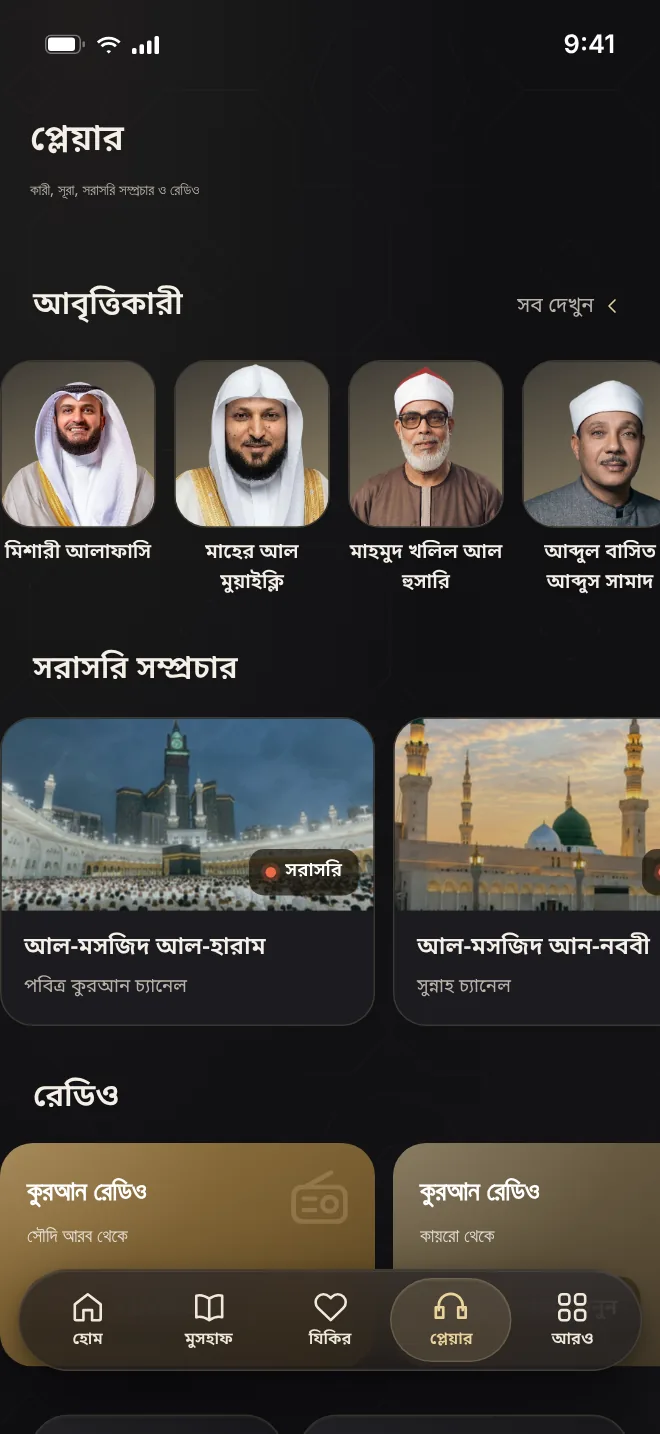 9:41
প্লেয়ার
কারী, সূরা, সরাসরি সম্প্রচার ও রেডিও
আবৃত্তিকারী
সব দেখুন
মিশারী আলাফাসি
মাহের আল
মুয়াইক্লি
মাহমুদ খলিল আল
হুসারি
আব্দুল বাসিত
আব্দুস সামাদ
সরাসরি সম্প্রচার
সরাসরি
আল-মসজিদ আল-হারাম
পবিত্র কুরআন চ্যানেল
আল-মসজিদ আন-নববী
সুন্নাহ চ্যানেল
রেডিও
কুরআন রেডিও
সৌদি আরব থেকে
কুরআন রেডিও
কায়রো থেকে
হোম
মুসহাফ
যিকির
প্লেয়ার
আরও